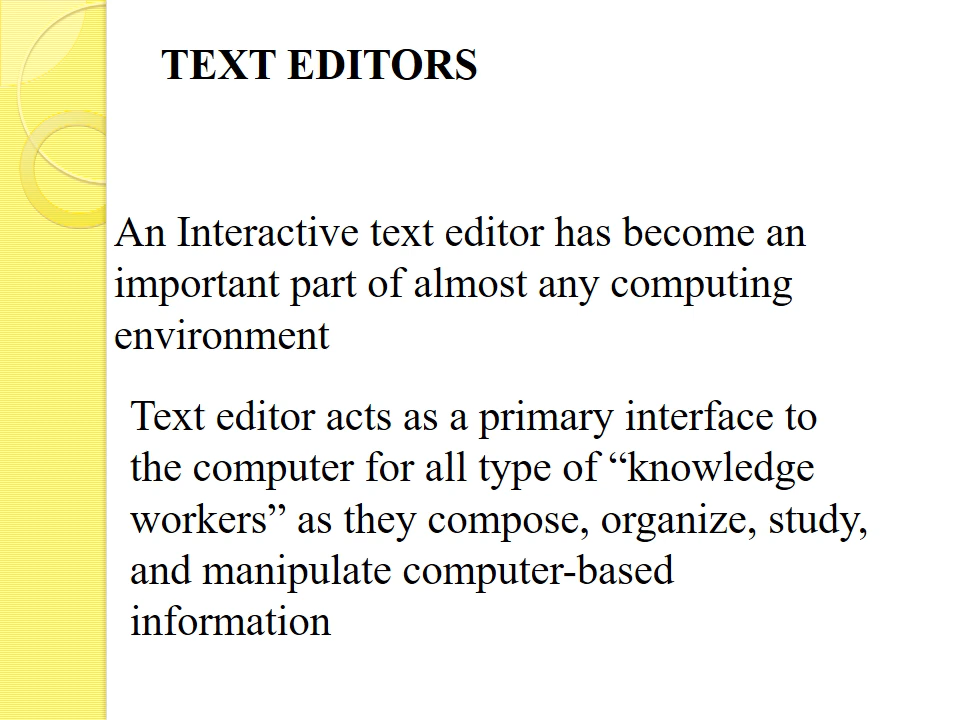 TEXT EDITORS
An Interactive text editor has become an
important part of almost any computing
environment
Text editor acts as a primary interface to
the computer for all type of “knowledge
workers” as they compose, organize, study,
and manipulate computer-based
information